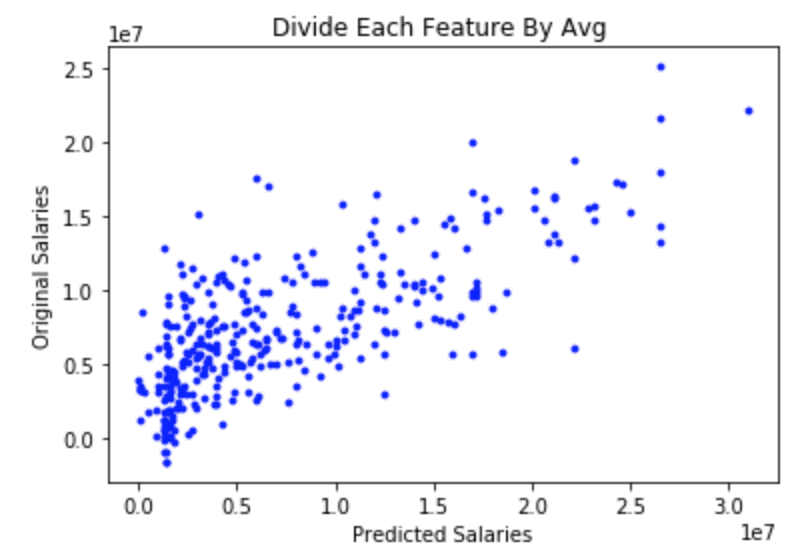 Divide Each Feature By Avg
1e7
2.5
2.0
1.5
1.0
0.5
0.0
Original Salaries
0.0 0.5 1.0 1.5 2.0 2.5 3.0
1e7
Predicted Salaries